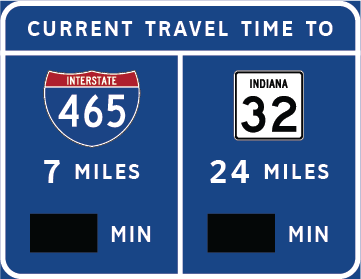 CURRENT TRAVEL TIME TO
INTERSTATE
465
7 MILES
MIN
INDIANA
32
24 MILES
MIN